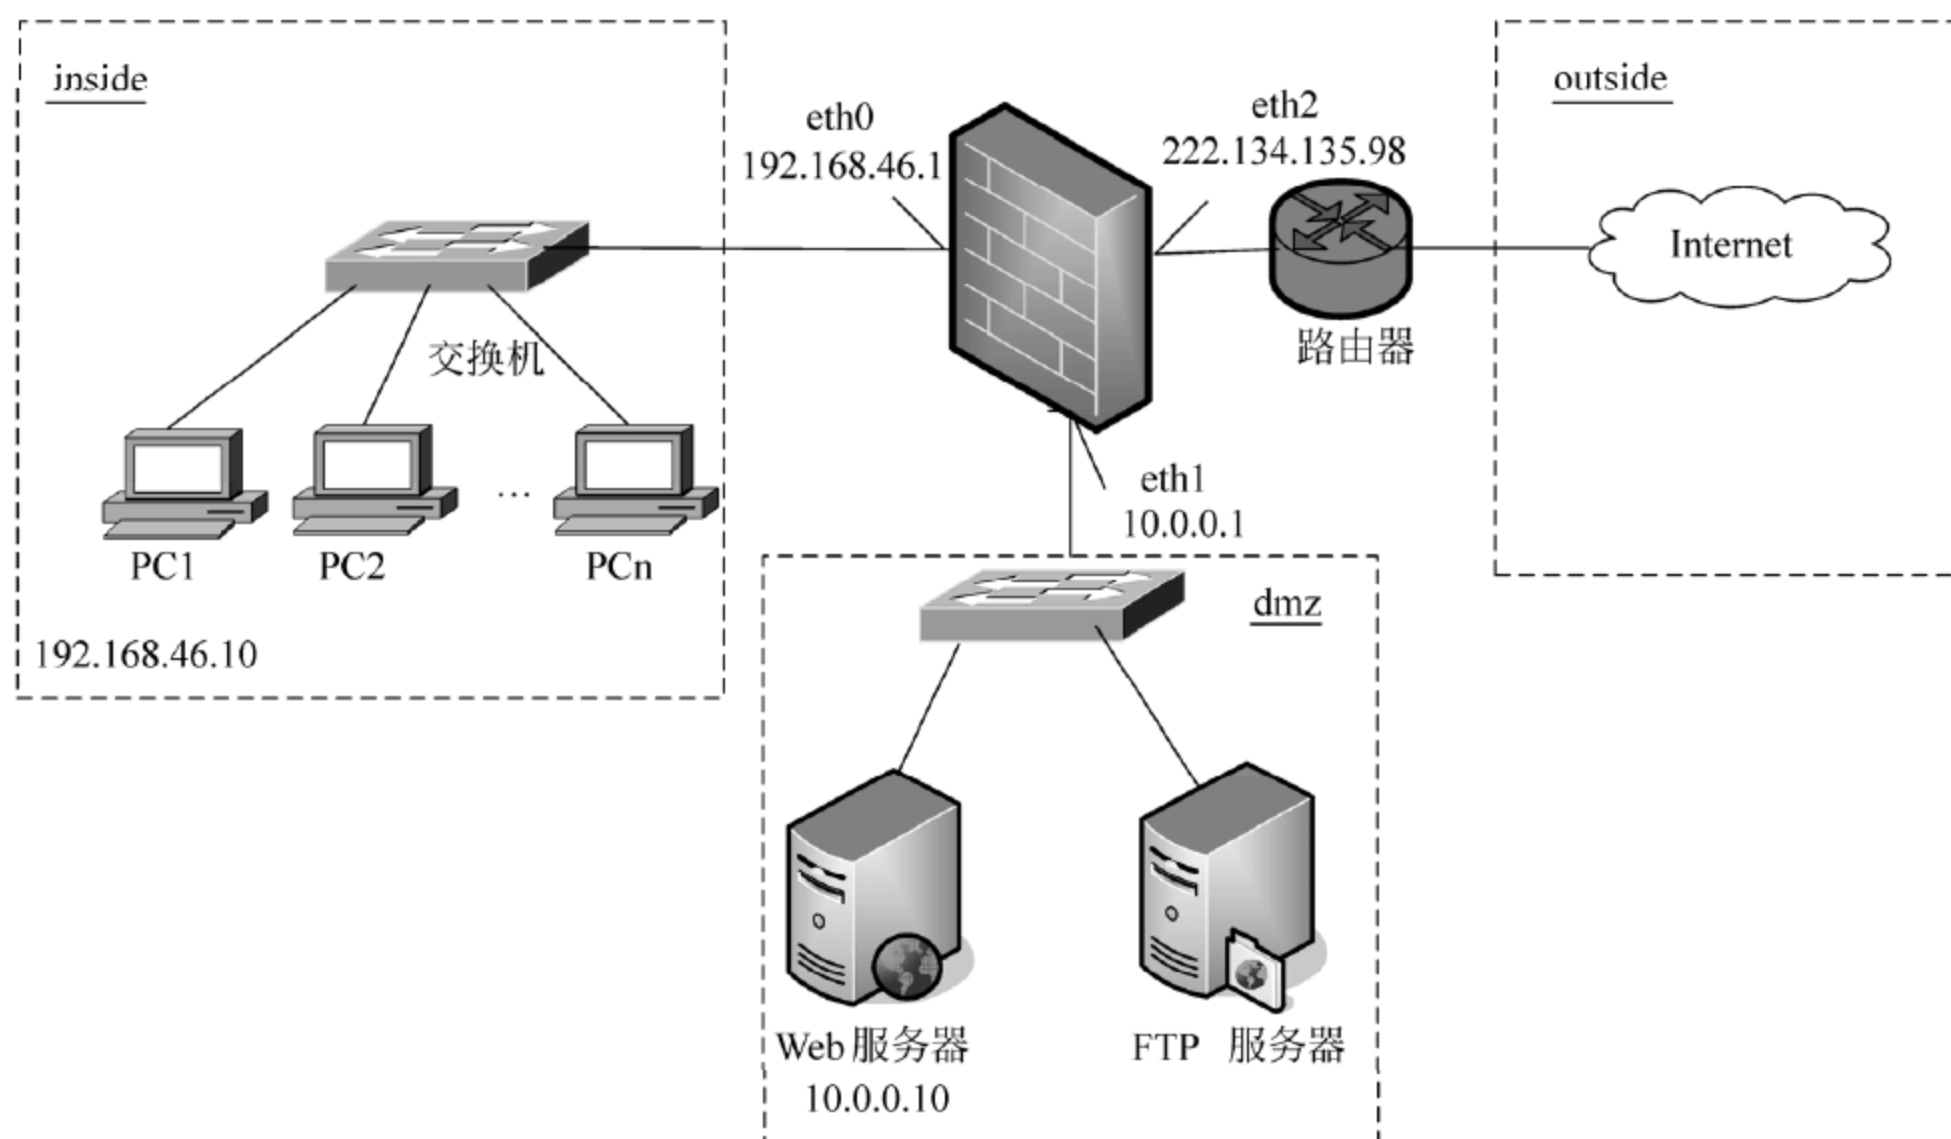 inside
outside
eth0
192.168.46.1
eth2
222.134.135.98
Internet
路由器
交换机
eth1
10.0.0.1
PC1
PC2
...
PCn
192.168.46.10
dmz
Web服务器
10.0.0.10
FTP 服务器